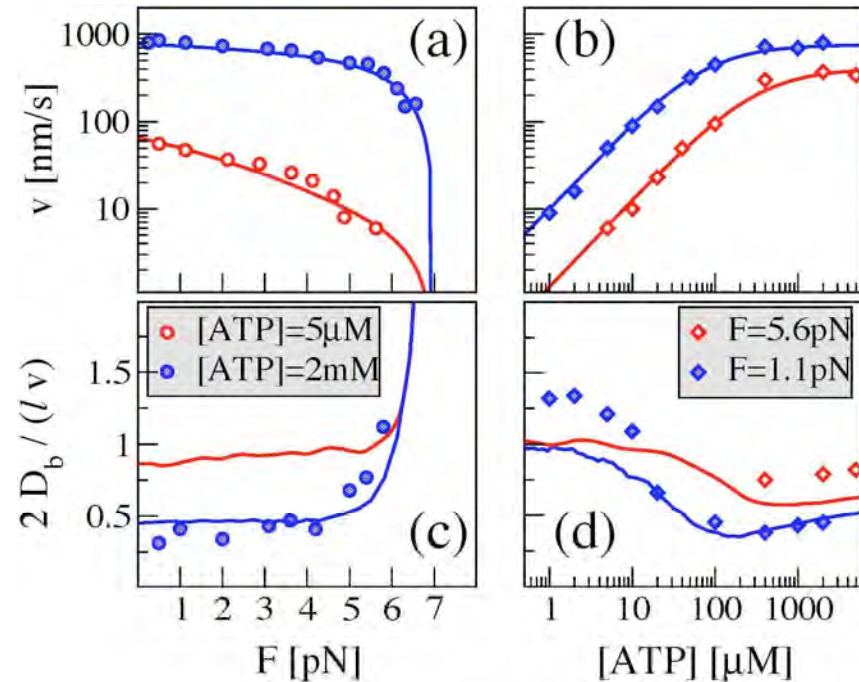 1000
100
10
v [nm/s]
(a)
(b)
[ATP]=5μM
[ATP]=2mM
F=5.6pN
F=1.1pN
1.5
1
0.5
2 D_b / (l v)
(c)
(d)
1 2 3 4 5 6 7
1 10 100 1000
F [pN]
[ATP] [μM]